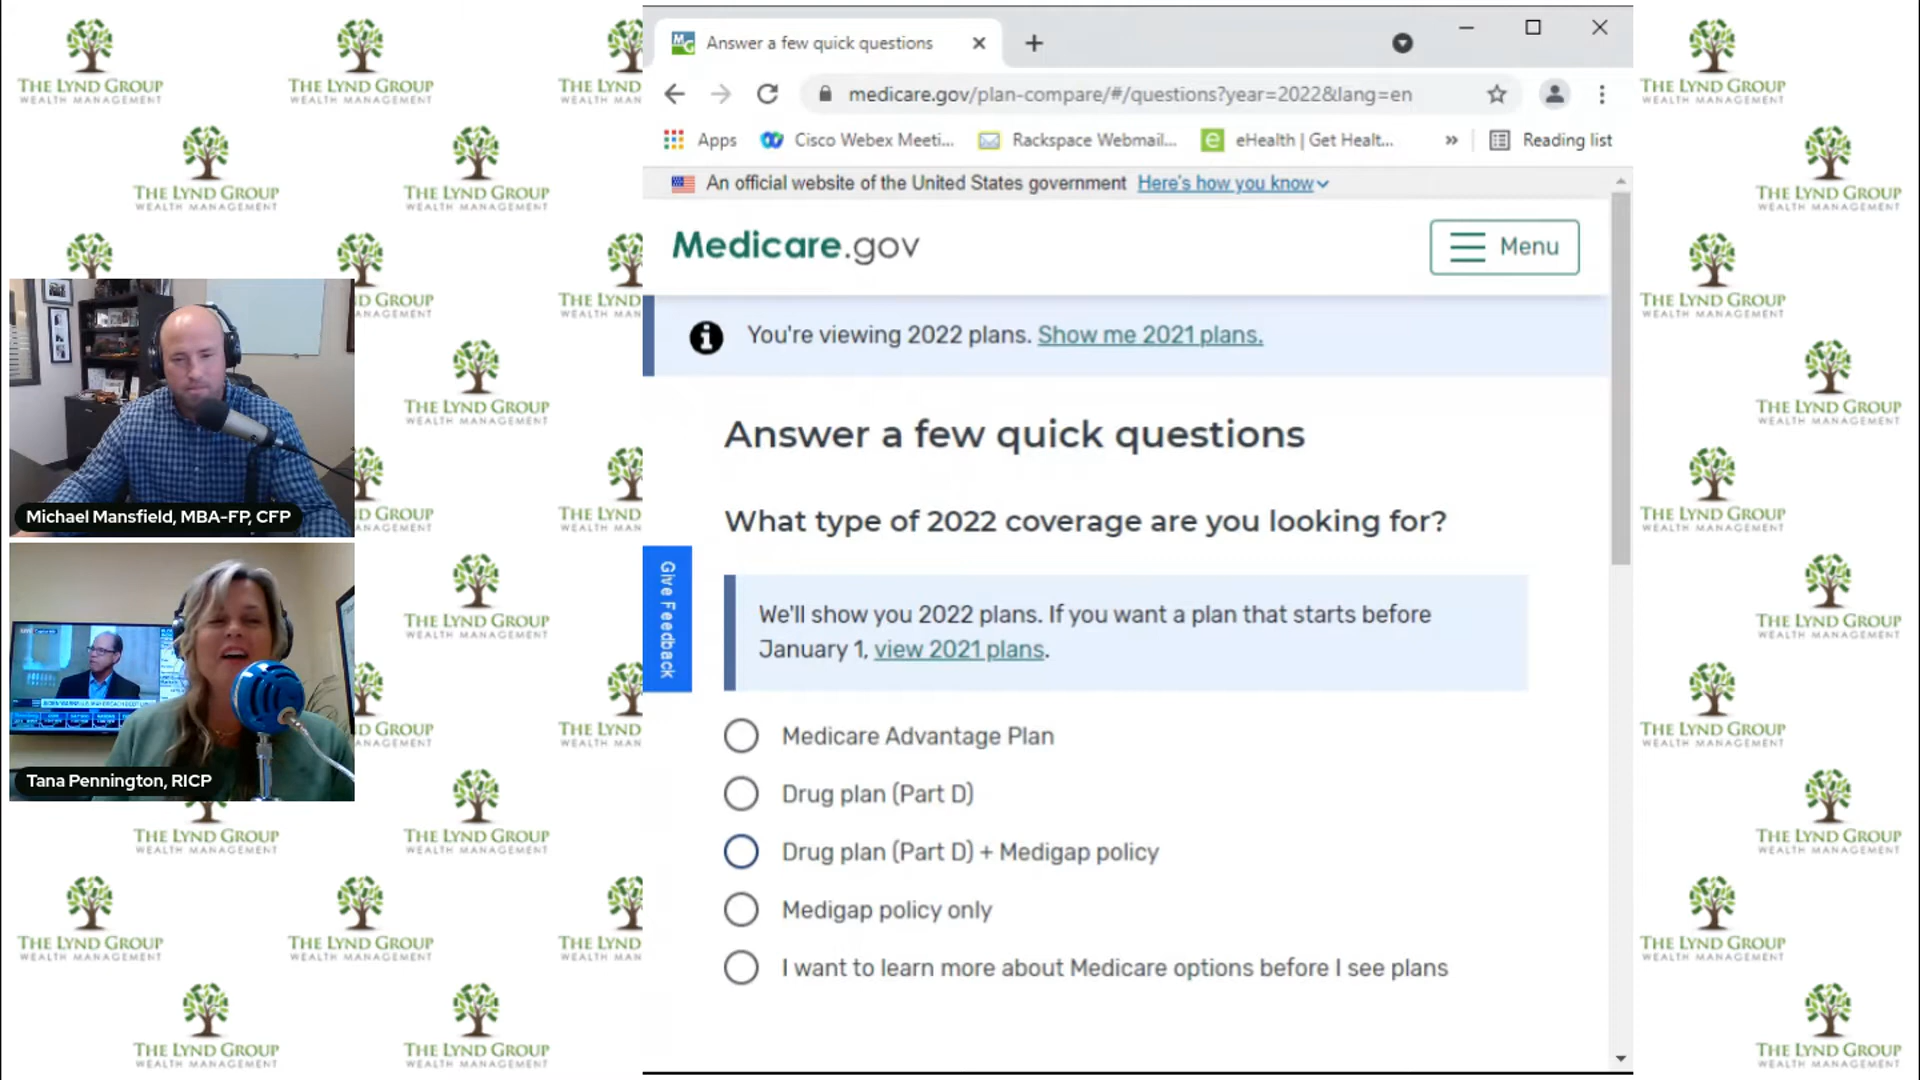 THE LYND GROUP
WEALTH MANAGEMENT
Michael Mansfield, MBA-FP, CFP
Tana Pennington, RICP
Answer a few quick questions
medicare.gov/plan-compare/#/questions?year=2022&lang=en
Apps
Cisco Webex Meeti...
Rackspace Webmail...
eHealth | Get Healt...
»
Reading list
An official website of the United States government Here's how you know
Medicare.gov
Menu
You're viewing 2022 plans. Show me 2021 plans.
Answer a few quick questions
What type of 2022 coverage are you looking for?
Give Feedback
We'll show you 2022 plans. If you want a plan that starts before
January 1, view 2021 plans.
Medicare Advantage Plan
Drug plan (Part D)
Drug plan (Part D) + Medigap policy
Medigap policy only
I want to learn more about Medicare options before I see plans